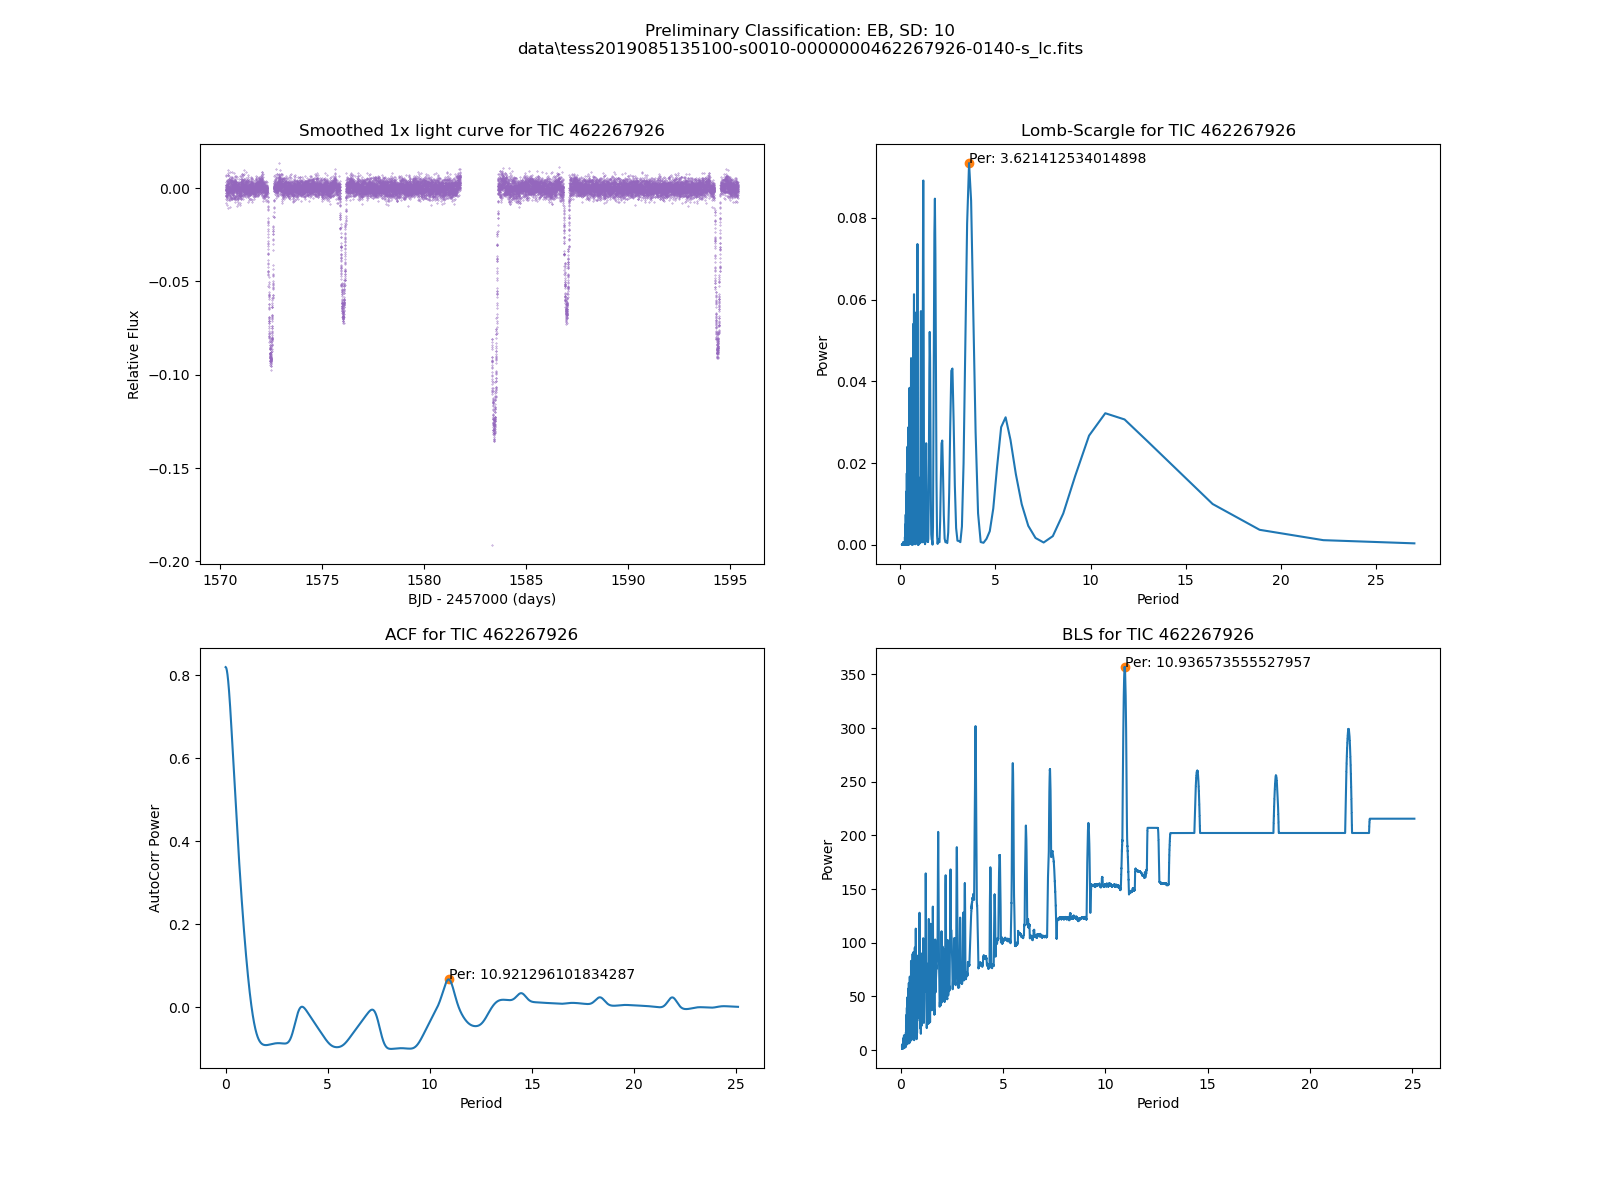 Preliminary Classification: EB, SD: 10
data\tess2019085135100-s0010-0000000462267926-0140-s_lc.fits
Smoothed 1x light curve for TIC 462267926
Relative Flux
0.00
−0.05
−0.10
−0.15
−0.20
1570 1575 1580 1585 1590 1595
BJD - 2457000 (days)
Lomb-Scargle for TIC 462267926
Per: 3.621412534014898
Power
0.08
0.06
0.04
0.02
0.00
0 5 10 15 20 25
Period
ACF for TIC 462267926
AutoCorr Power
0.8
0.6
0.4
0.2
0.0
Per: 10.921296101834287
0 5 10 15 20 25
Period
BLS for TIC 462267926
Per: 10.936573555527957
Power
350
300
250
200
150
100
50
0
0 5 10 15 20 25
Period